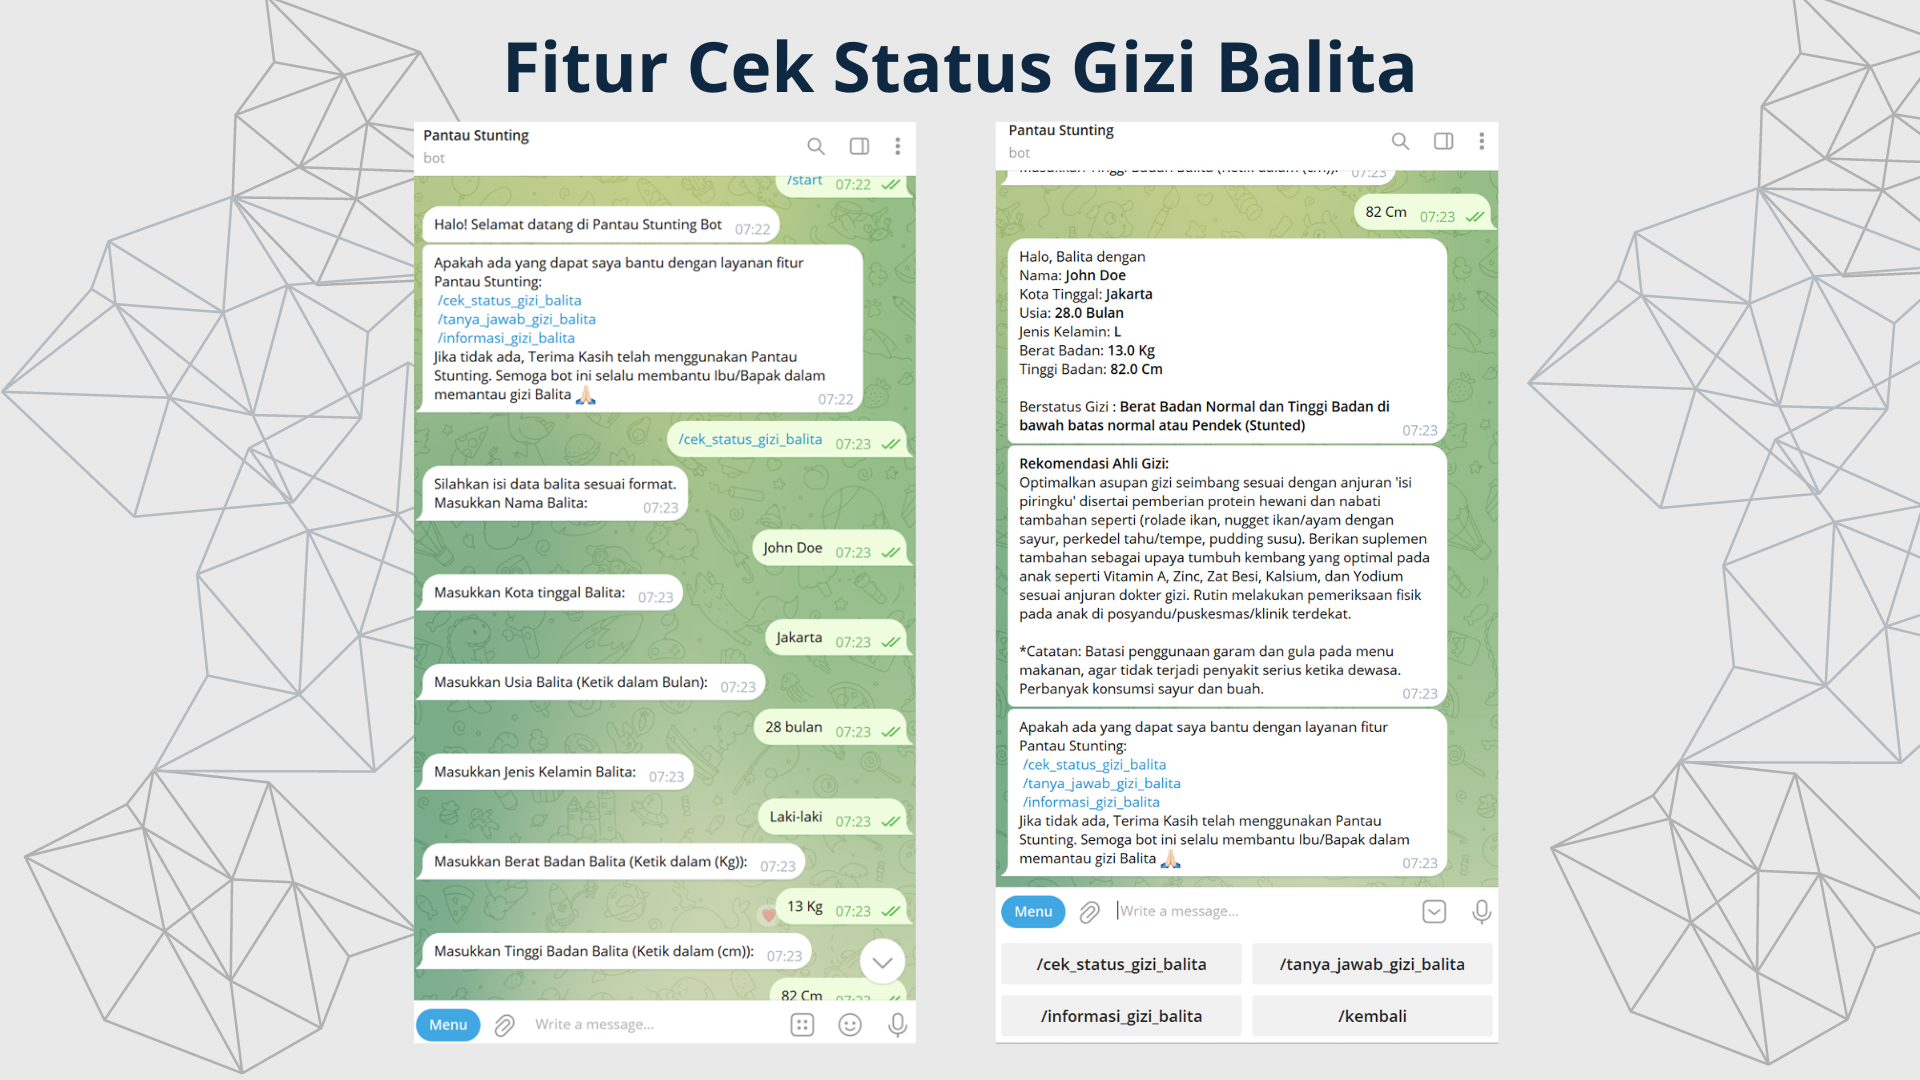 Fitur Cek Status Gizi Balita
Pantau Stunting
bot
/start 07:22
Halo! Selamat datang di Pantau Stunting Bot 07:22
Apakah ada yang dapat saya bantu dengan layanan fitur
Pantau Stunting:
/cek_status_gizi_balita
/tanya_jawab_gizi_balita
/informasi_gizi_balita
Jika tidak ada, Terima Kasih telah menggunakan Pantau
Stunting. Semoga bot ini selalu membantu Ibu/Bapak dalam
memantau gizi Balita 🙏🏻 07:22
/cek_status_gizi_balita 07:23
Silahkan isi data balita sesuai format.
Masukkan Nama Balita: 07:23
John Doe 07:23
Masukkan Kota tinggal Balita: 07:23
Jakarta 07:23
Masukkan Usia Balita (Ketik dalam Bulan): 07:23
28 bulan 07:23
Masukkan Jenis Kelamin Balita: 07:23
Laki-laki 07:23
Masukkan Berat Badan Balita (Ketik dalam (Kg)): 07:23
13 Kg 07:23
Masukkan Tinggi Badan Balita (Ketik dalam (cm)): 07:23
82 Cm 07:23
Menu Write a message...
Pantau Stunting
bot
Masukkan Tinggi Badan Balita (Ketik dalam (cm)): 07:23
82 Cm 07:23
Halo, Balita dengan
Nama: John Doe
Kota Tinggal: Jakarta
Usia: 28.0 Bulan
Jenis Kelamin: L
Berat Badan: 13.0 Kg
Tinggi Badan: 82.0 Cm
Berstatus Gizi : Berat Badan Normal dan Tinggi Badan di
bawah batas normal atau Pendek (Stunted) 07:23
Rekomendasi Ahli Gizi:
Optimalkan asupan gizi seimbang sesuai dengan anjuran 'isi
piringku' disertai pemberian protein hewani dan nabati
tambahan seperti (rolade ikan, nugget ikan/ayam dengan
sayur, perkedel tahu/tempe, pudding susu). Berikan suplemen
tambahan sebagai upaya tumbuh kembang yang optimal pada
anak seperti Vitamin A, Zinc, Zat Besi, Kalsium, dan Yodium
sesuai anjuran dokter gizi. Rutin melakukan pemeriksaan fisik
pada anak di posyandu/puskesmas/klinik terdekat.
*Catatan: Batasi penggunaan garam dan gula pada menu
makanan, agar tidak terjadi penyakit serius ketika dewasa.
Perbanyak konsumsi sayur dan buah. 07:23
Apakah ada yang dapat saya bantu dengan layanan fitur
Pantau Stunting:
/cek_status_gizi_balita
/tanya_jawab_gizi_balita
/informasi_gizi_balita
Jika tidak ada, Terima Kasih telah menggunakan Pantau
Stunting. Semoga bot ini selalu membantu Ibu/Bapak dalam
memantau gizi Balita 🙏🏻 07:23
Menu Write a message...
/cek_status_gizi_balita /tanya_jawab_gizi_balita
/informasi_gizi_balita /kembali